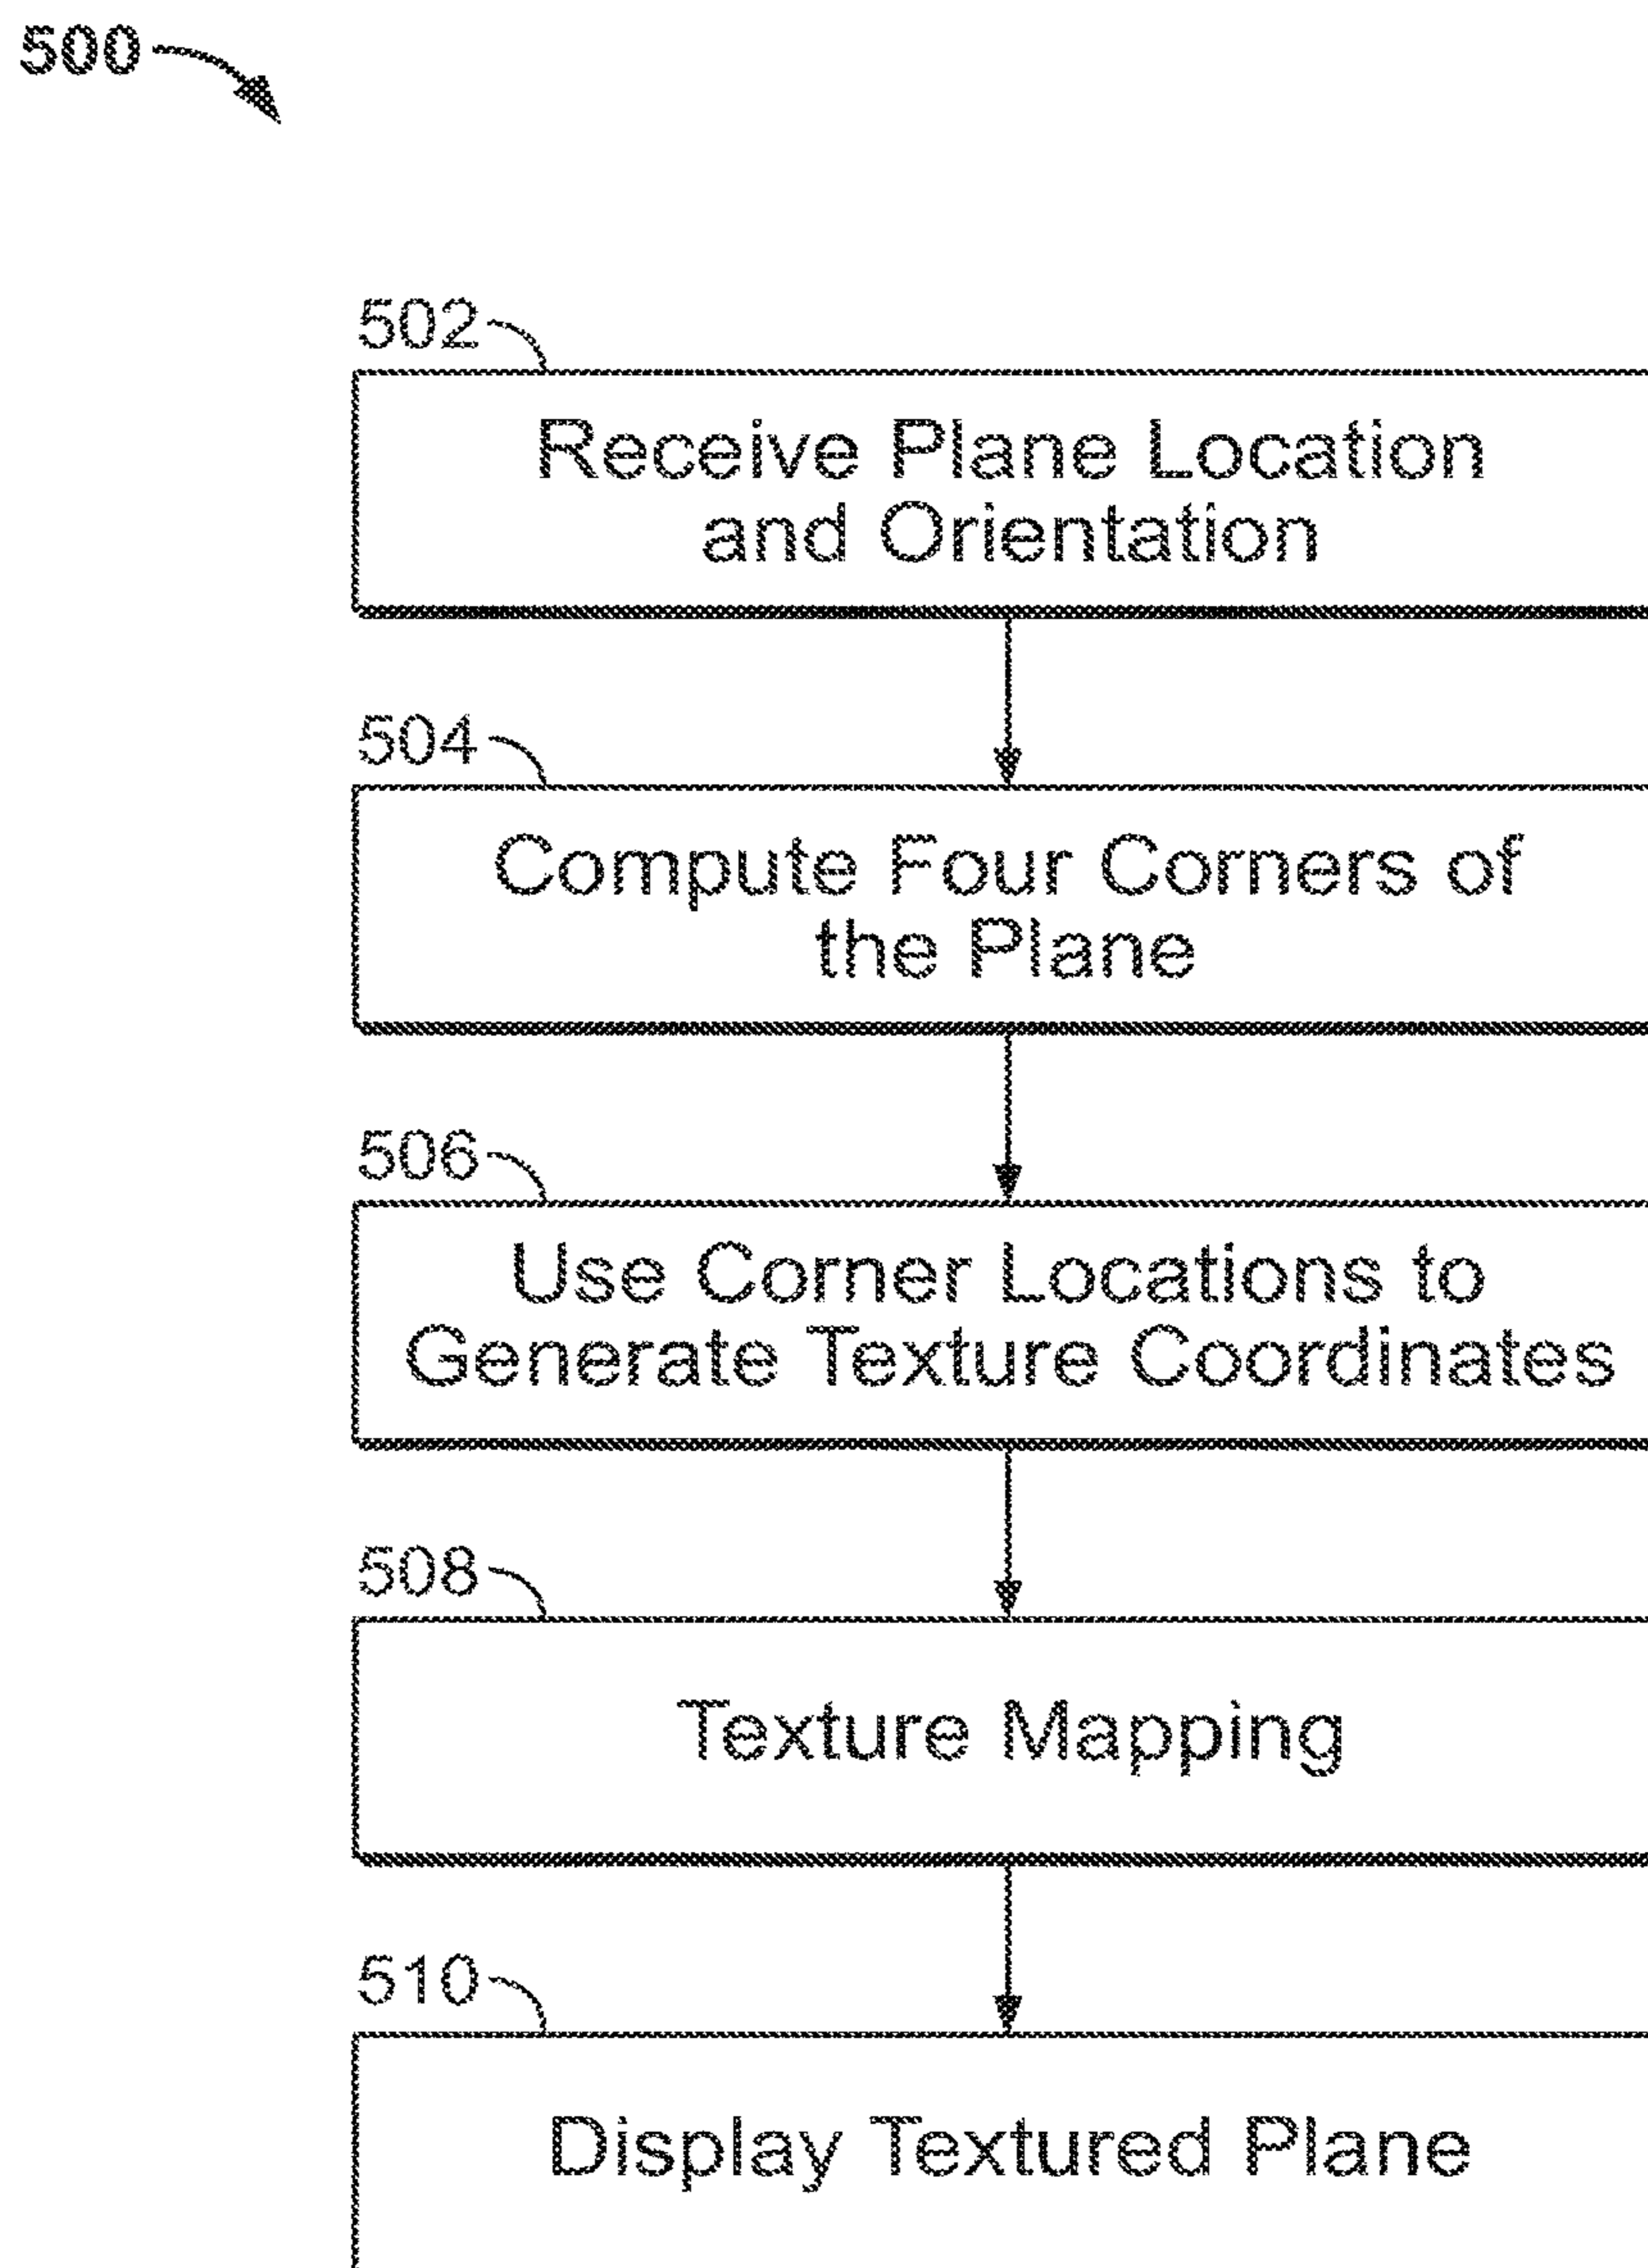 500
502
Receive Plane Location
and Orientation
504
Compute Four Corners of
the Plane
506
Use Corner Locations to
Generate Texture Coordinates
508
Texture Mapping
510
Display Textured Plane